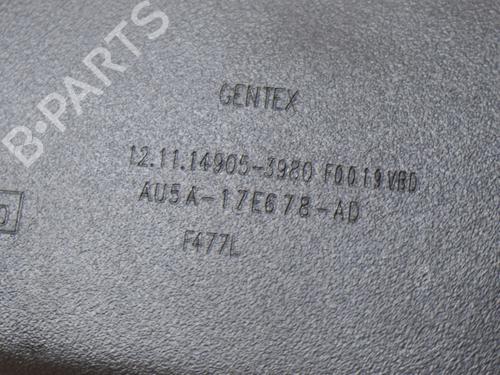 B-PARTS
GENTEX
12.11.14905-3980 F0019VBD
AU5A-17E678-AD
F477L